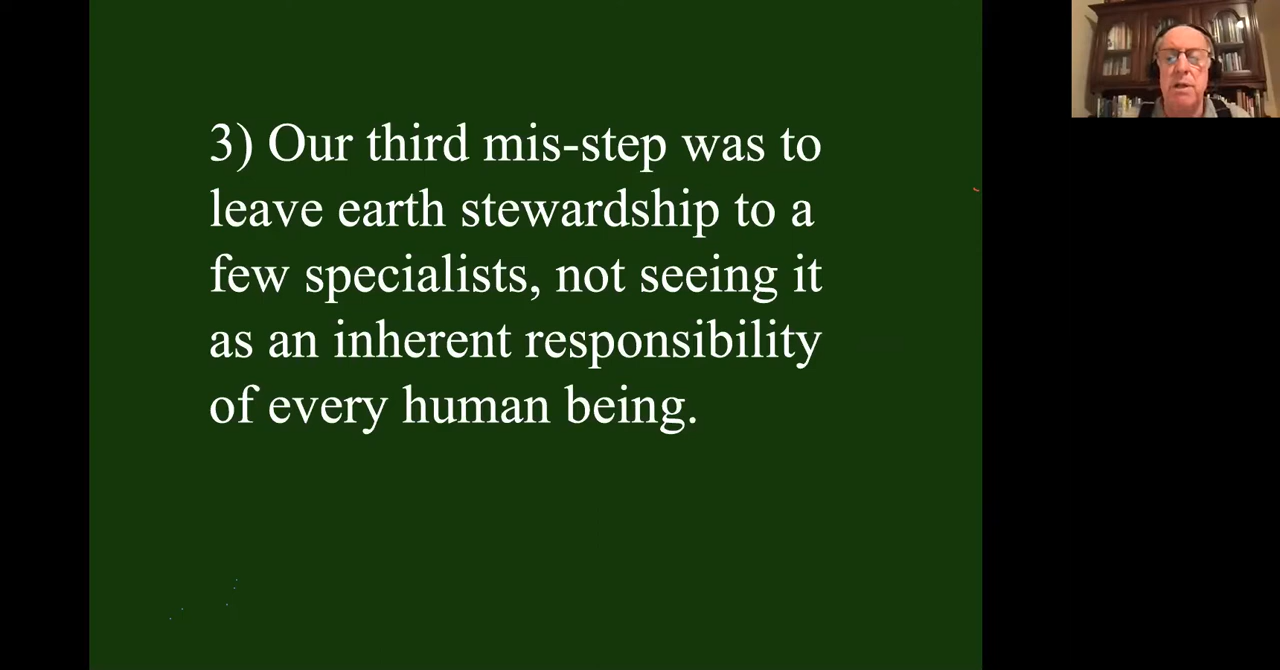 3) Our third mis-step was to
leave earth stewardship to a
few specialists, not seeing it
as an inherent responsibility
of every human being.